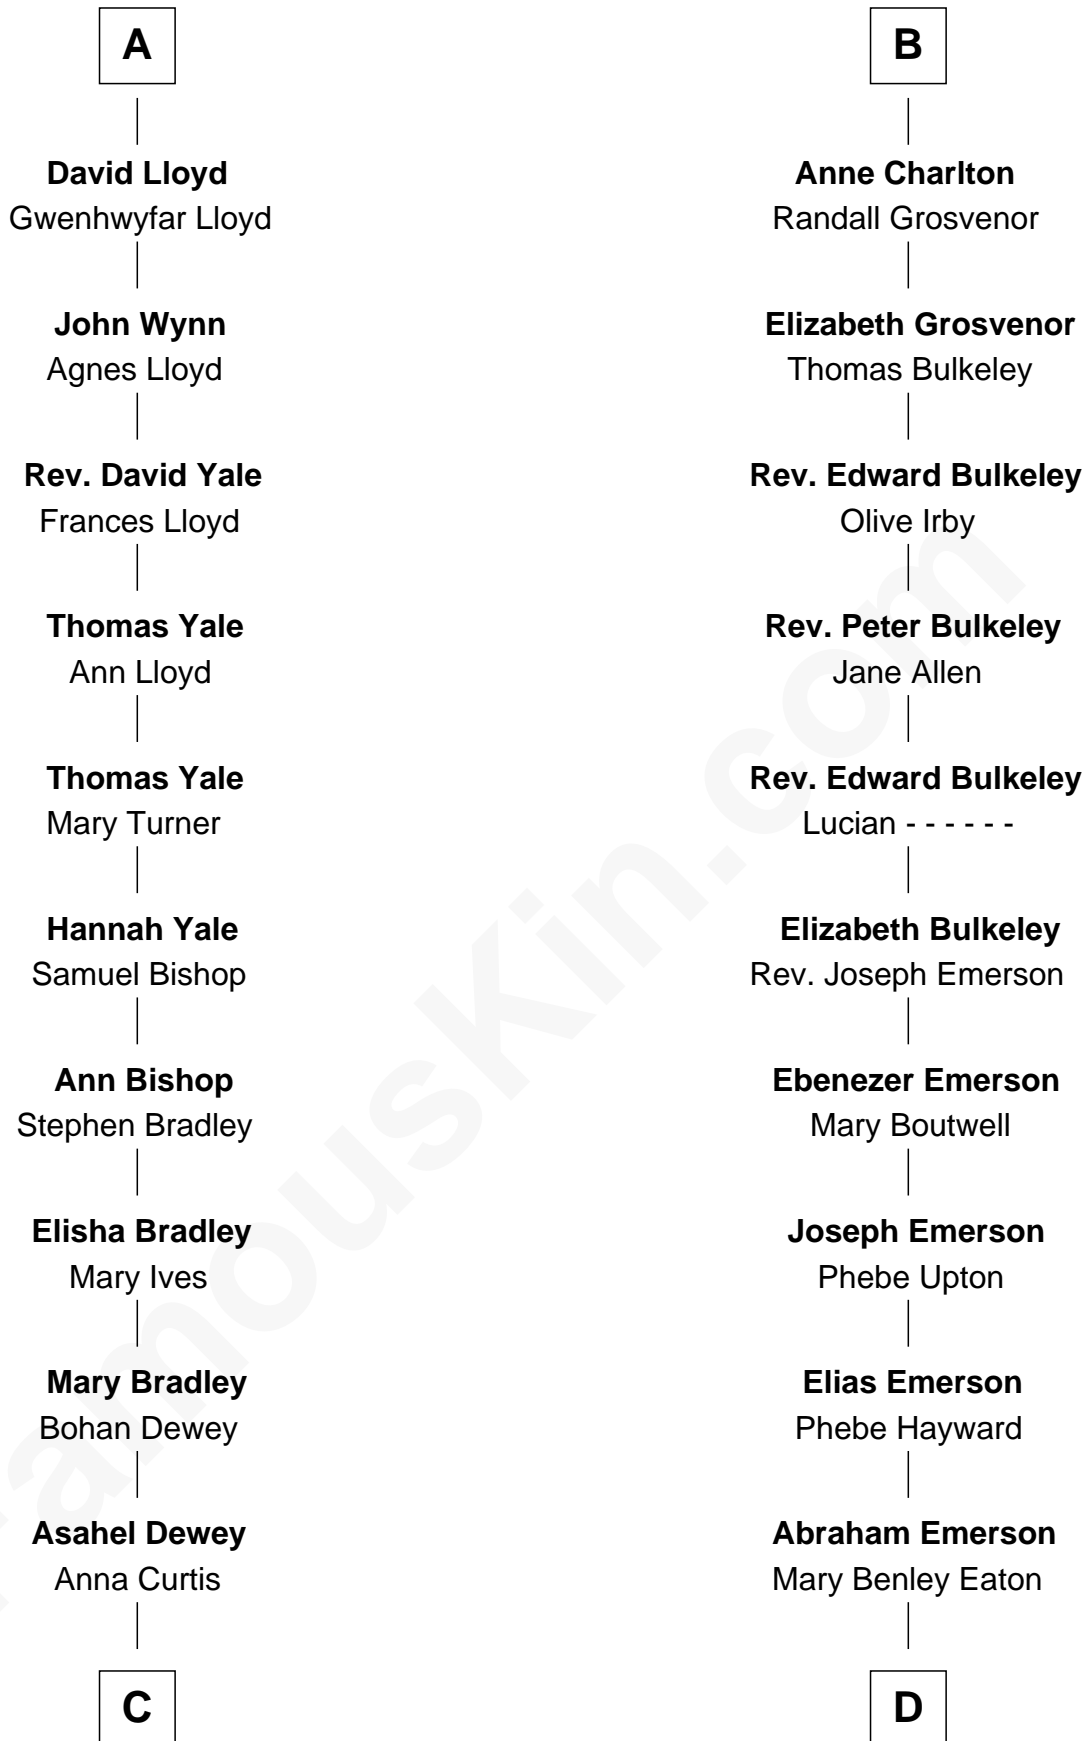 A
David Lloyd
Gwenhwyfar Lloyd
John Wynn
Agnes Lloyd
Rev. David Yale
Frances Lloyd
Thomas Yale
Ann Lloyd
Thomas Yale
Mary Turner
Hannah Yale
Samuel Bishop
Ann Bishop
Stephen Bradley
Elisha Bradley
Mary Ives
Mary Bradley
Bohan Dewey
Asahel Dewey
Anna Curtis
C
B
Anne Charlton
Randall Grosvenor
Elizabeth Grosvenor
Thomas Bulkeley
Rev. Edward Bulkeley
Olive Irby
Rev. Peter Bulkeley
Jane Allen
Rev. Edward Bulkeley
Lucian - - - - - -
Elizabeth Bulkeley
Rev. Joseph Emerson
Ebenezer Emerson
Mary Boutwell
Joseph Emerson
Phebe Upton
Elias Emerson
Phebe Hayward
Abraham Emerson
Mary Benley Eaton
D
FamousKin.com